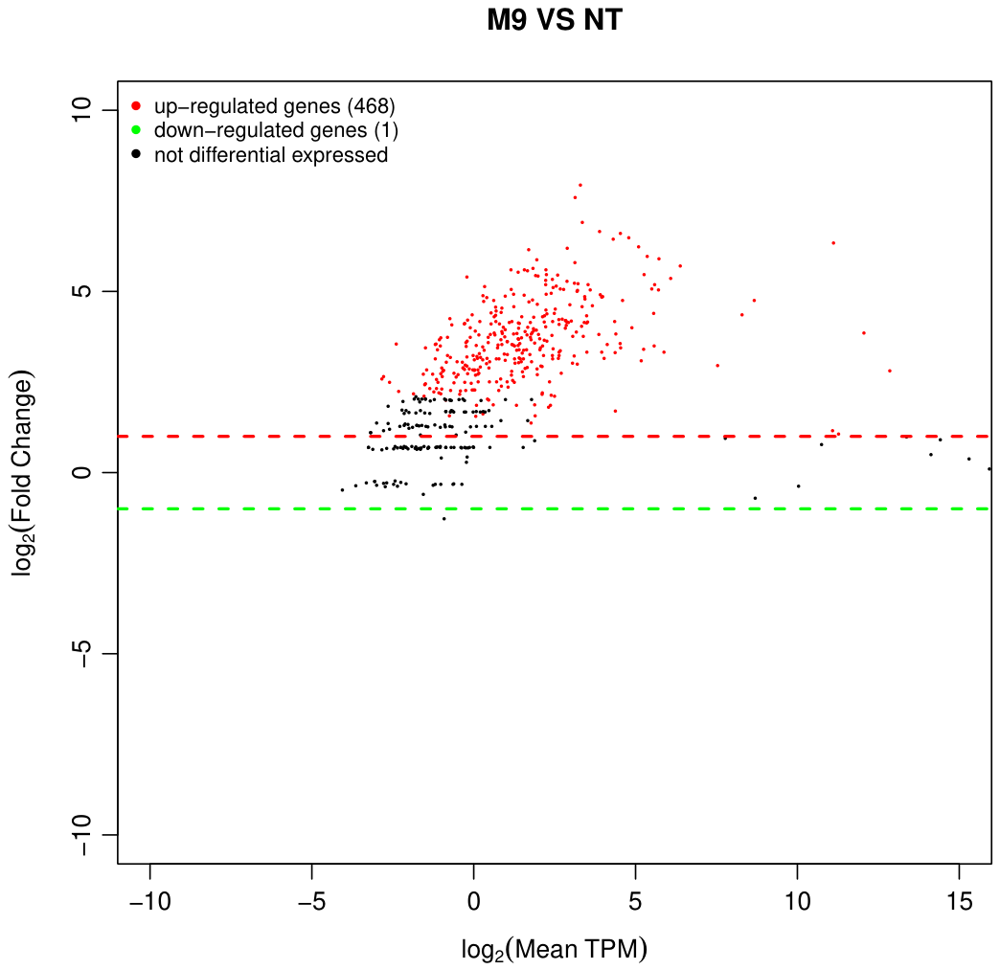 M9 VS NT
up−regulated genes (468)
down−regulated genes (1)
not differential expressed
10
5
0
−5
−10
log2(Fold Change)
−10 −5 0 5 10 15
log2(Mean TPM)